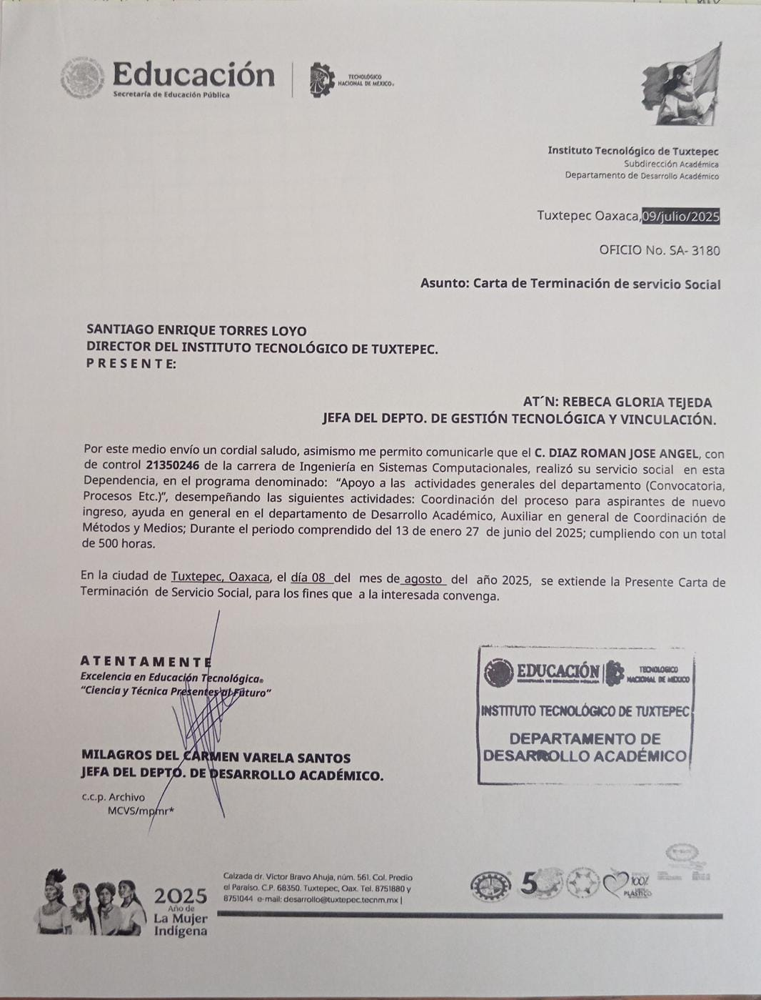 Educación
Secretaría de Educación Pública
TECNOLÓGICO
NACIONAL DE MÉXICO®
Instituto Tecnológico de Tuxtepec
Subdirección Académica
Departamento de Desarrollo Académico
Tuxtepec Oaxaca,09/julio/2025
OFICIO No. SA- 3180
Asunto: Carta de Terminación de servicio Social
SANTIAGO ENRIQUE TORRES LOYO
DIRECTOR DEL INSTITUTO TECNOLÓGICO DE TUXTEPEC.
P R E S E N T E:
AT´N: REBECA GLORIA TEJEDA
JEFA DEL DEPTO. DE GESTIÓN TECNOLÓGICA Y VINCULACIÓN.
Por este medio envío un cordial saludo, asimismo me permito comunicarle que el C. DIAZ ROMAN JOSE ANGEL, con
de control 21350246 de la carrera de Ingeniería en Sistemas Computacionales, realizó su servicio social en esta
Dependencia, en el programa denominado: “Apoyo a las actividades generales del departamento (Convocatoria,
Procesos Etc.)”, desempeñando las siguientes actividades: Coordinación del proceso para aspirantes de nuevo
ingreso, ayuda en general en el departamento de Desarrollo Académico, Auxiliar en general de Coordinación de
Métodos y Medios; Durante el periodo comprendido del 13 de enero 27 de junio del 2025; cumpliendo con un total
de 500 horas.
En la ciudad de Tuxtepec, Oaxaca, el día 08 del mes de agosto del año 2025, se extiende la Presente Carta de
Terminación de Servicio Social, para los fines que a la interesada convenga.
A T E N T A M E N T E
Excelencia en Educación Tecnológica®
“Ciencia y Técnica Presentes al Futuro”
MILAGROS DEL CARMEN VARELA SANTOS
JEFA DEL DEPTO. DE DESARROLLO ACADÉMICO.
c.c.p. Archivo
MCVS/mpmr*
EDUCACIÓN
SECRETARÍA DE EDUCACIÓN PÚBLICA
TECNOLÓGICO
NACIONAL DE MÉXICO
INSTITUTO TECNOLÓGICO DE TUXTEPEC
DEPARTAMENTO DE
DESARROLLO ACADÉMICO
2025
Año de
La Mujer
Indígena
Calzada dr. Víctor Bravo Ahuja, núm. 561. Col. Predio
el Paraíso. C.P. 68350. Tuxtepec, Oax. Tel. 8751880 y
8751044 e-mail: desarrollo@tuxtepec.tecnm.mx |
5
100%
PLÁSTICO